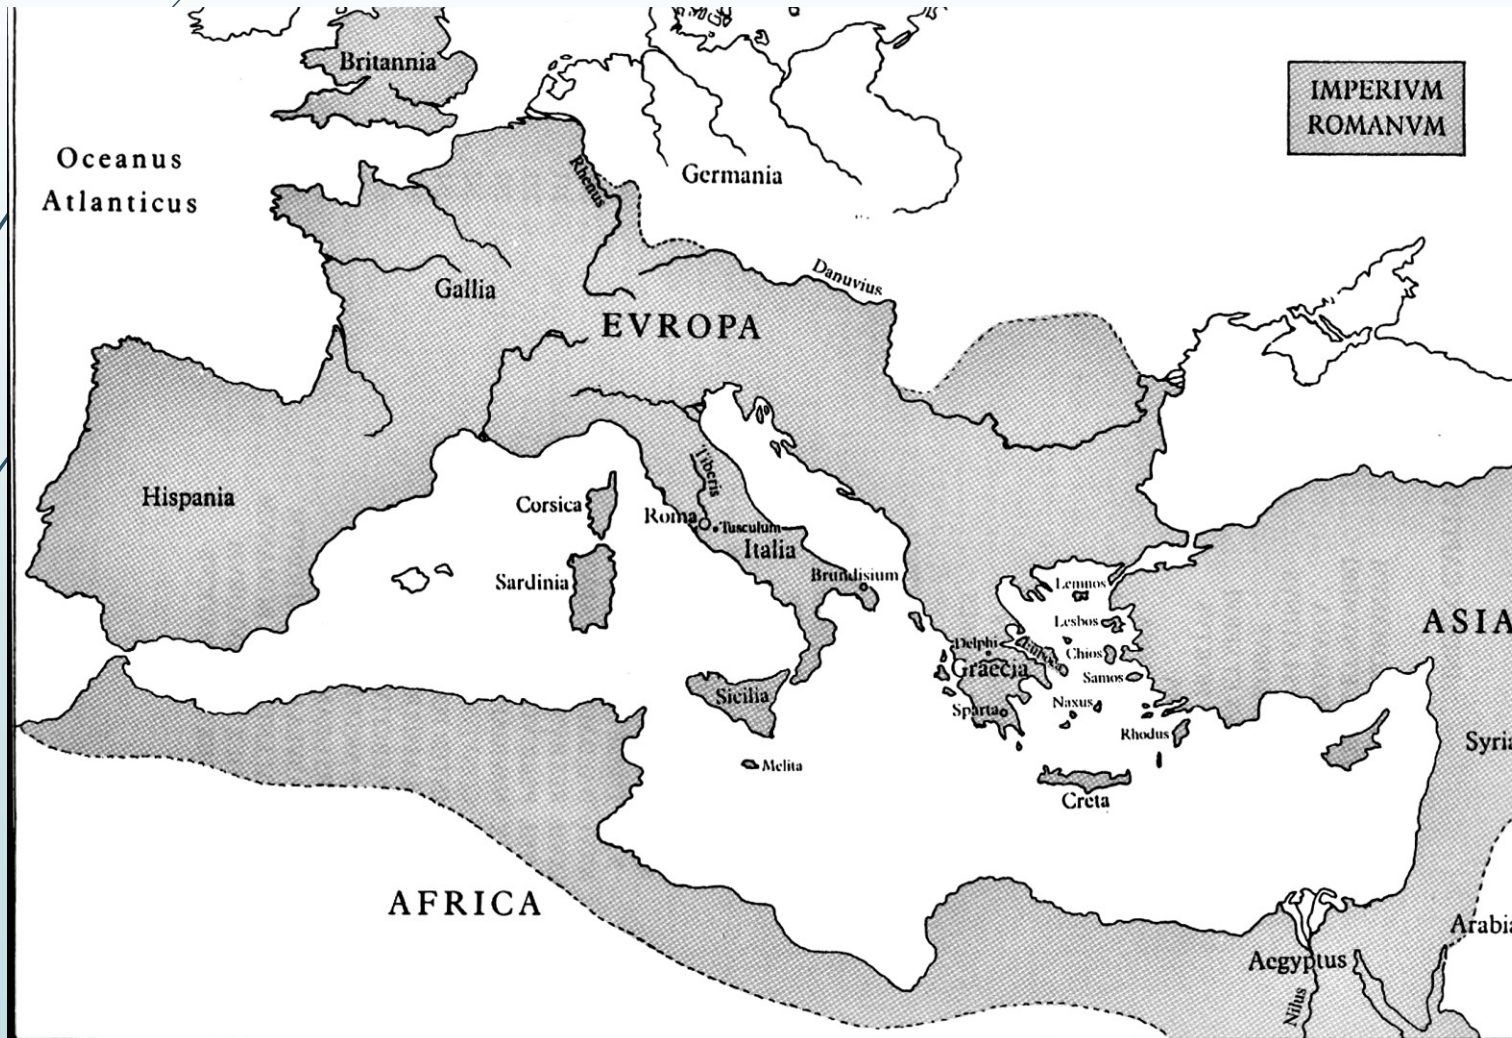 Britannia
IMPERIVM
ROMANVM
Oceanus
Atlanticus
Rhenus
Germania
Danuvius
Gallia
EVROPA
Hispania
Tiberis
Corsica
Roma
Tusculum
Italia
Sardinia
Brundisium
Lemnos
Lesbos
ASIA
Delphi
Euboea
Chios
Graecia
Samos
Sicilia
Sparta
Naxus
Rhodus
Syria
Melita
Creta
AFRICA
Arabia
Aegyptus
Nilus